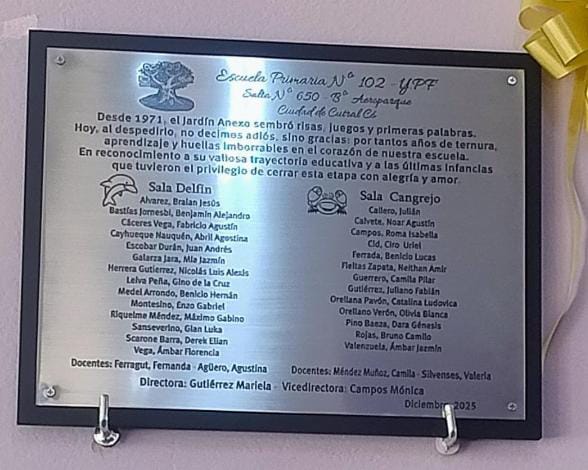 Escuela Primaria N° 102 - YPF
Salta N° 650 - B° Aeroparque
Ciudad de Cutral Có
Desde 1971, el Jardín Anexo sembró risas, juegos y primeras palabras.
Hoy, al despedirlo, no decimos adiós, sino gracias: por tantos años de ternura,
aprendizaje y huellas imborrables en el corazón de nuestra escuela.
En reconocimiento a su valiosa trayectoria educativa y a las últimas infancias
que tuvieron el privilegio de cerrar esta etapa con alegría y amor.
Sala Delfín
Alvarez, Braian Jesús
Bastías Jornesbi, Benjamín Alejandro
Cáceres Vega, Fabricio Agustín
Cayhueque Nauquén, Abril Agostina
Escobar Durán, Juan Andrés
Galarza Jara, Mia Jazmín
Herrera Gutierrez, Nicolás Luis Alexis
Leiva Peña, Gino de la Cruz
Medel Arrondo, Benicio Hernán
Montesino, Enzo Gabriel
Riquelme Méndez, Máximo Gabino
Sanseverino, Gian Luka
Scarone Barra, Derek Elian
Vega, Ámbar Florencia
Docentes: Ferragut, Fernanda - Agüero, Agustina
Sala Cangrejo
Caliero, Julián
Calvete, Noar Agustín
Campos, Roma Isabella
Cid, Ciro Uriel
Ferrada, Benicio Lucas
Fleitas Zapata, Neithan Amir
Guerrero, Camila Pilar
Gutiérrez, Juliano Fabián
Orellana Pavón, Catalina Ludovica
Orellano Verón, Olivia Bianca
Pino Baeza, Dara Génesis
Rojas, Bruno Camilo
Valenzuela, Ámbar Jazmín
Docentes: Méndez Muñoz, Camila - Silvenses, Valeria
Directora: Gutiérrez Mariela - Vicedirectora: Campos Mónica
Diciembre 2025